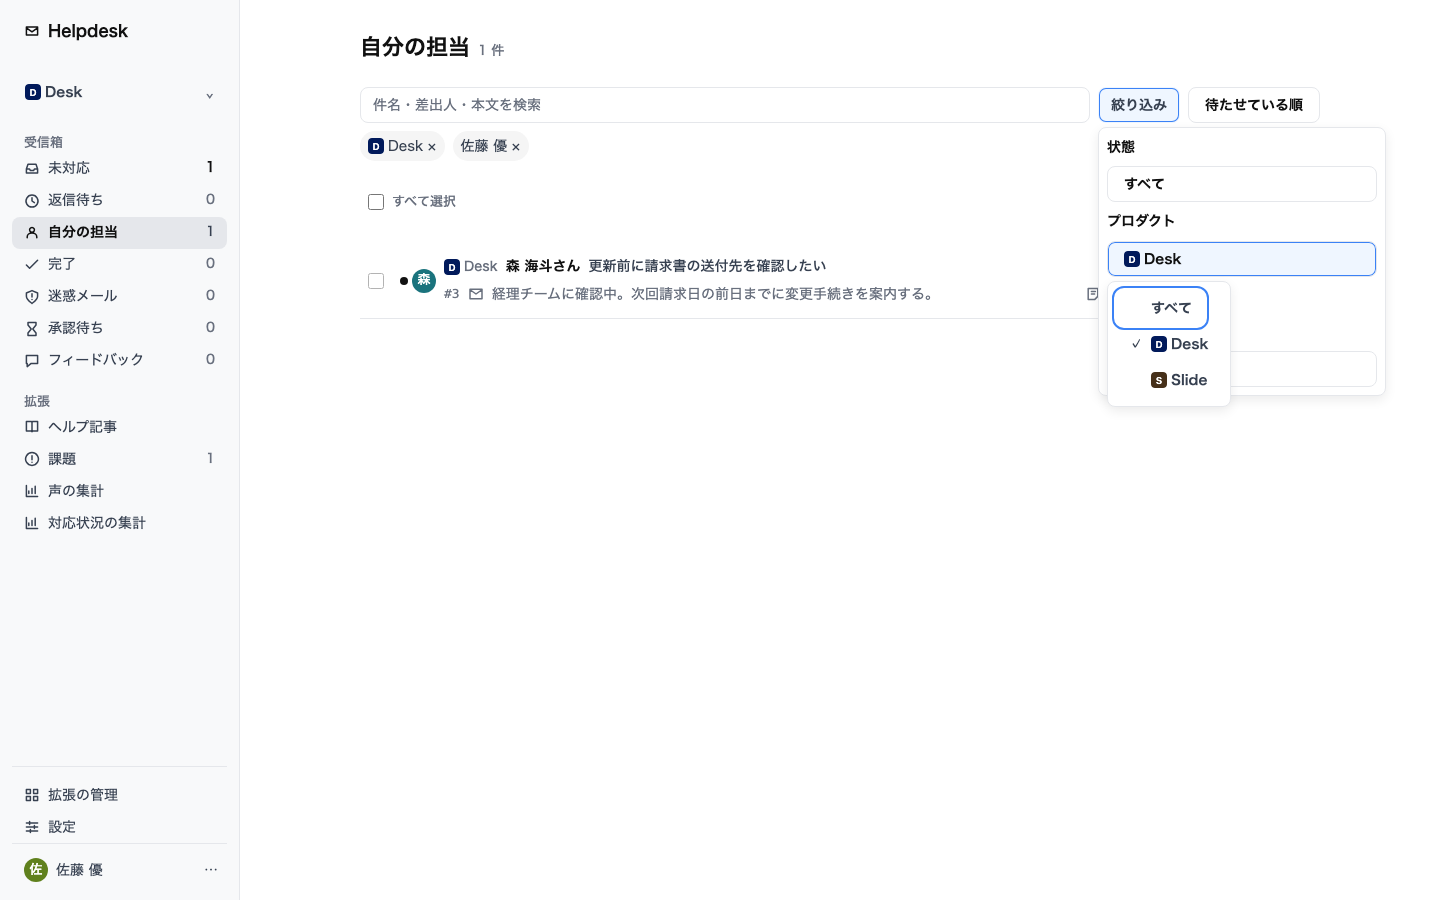 Helpdesk
D Desk
受信箱
未対応 1
返信待ち 0
自分の担当 1
完了 0
迷惑メール 0
承認待ち 0
フィードバック 0
拡張
ヘルプ記事
課題 1
声の集計
対応状況の集計
拡張の管理
設定
佐 佐藤 優 …
自分の担当 1 件
件名・差出人・本文を検索
絞り込み
待たせている順
D Desk ×
佐藤 優 ×
すべて選択
森 D Desk 森 海斗さん 更新前に請求書の送付先を確認したい
#3 経理チームに確認中。次回請求日の前日までに変更手続きを案内する。
状態
すべて
プロダクト
D Desk
すべて
✓ D Desk
S Slide